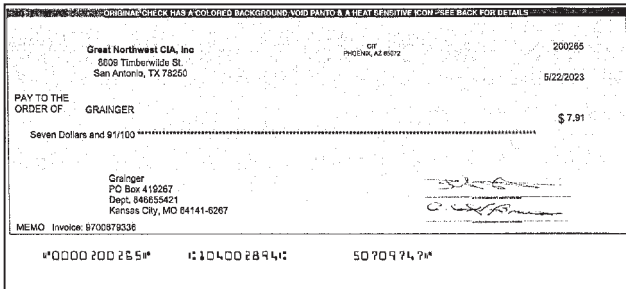 ORIGINAL CHECK HAS A COLORED BACKGROUND, VOID PANTO & A HEAT SENSITIVE ICON - SEE BACK FOR DETAILS
Great Northwest CIA, Inc
8809 Timberwilde St.
San Antonio, TX 78250
CIT
PHOENIX, AZ 85072
200265
5/22/2023
PAY TO THE
ORDER OF GRAINGER
$ 7.91
Seven Dollars and 91/100
Grainger
PO Box 419267
Dept. 846655421
Kansas City, MO 64141-6267
MEMO Invoice: 9700679336
⑈0000200265⑈ ⑆104002894⑆ 50709747⑈